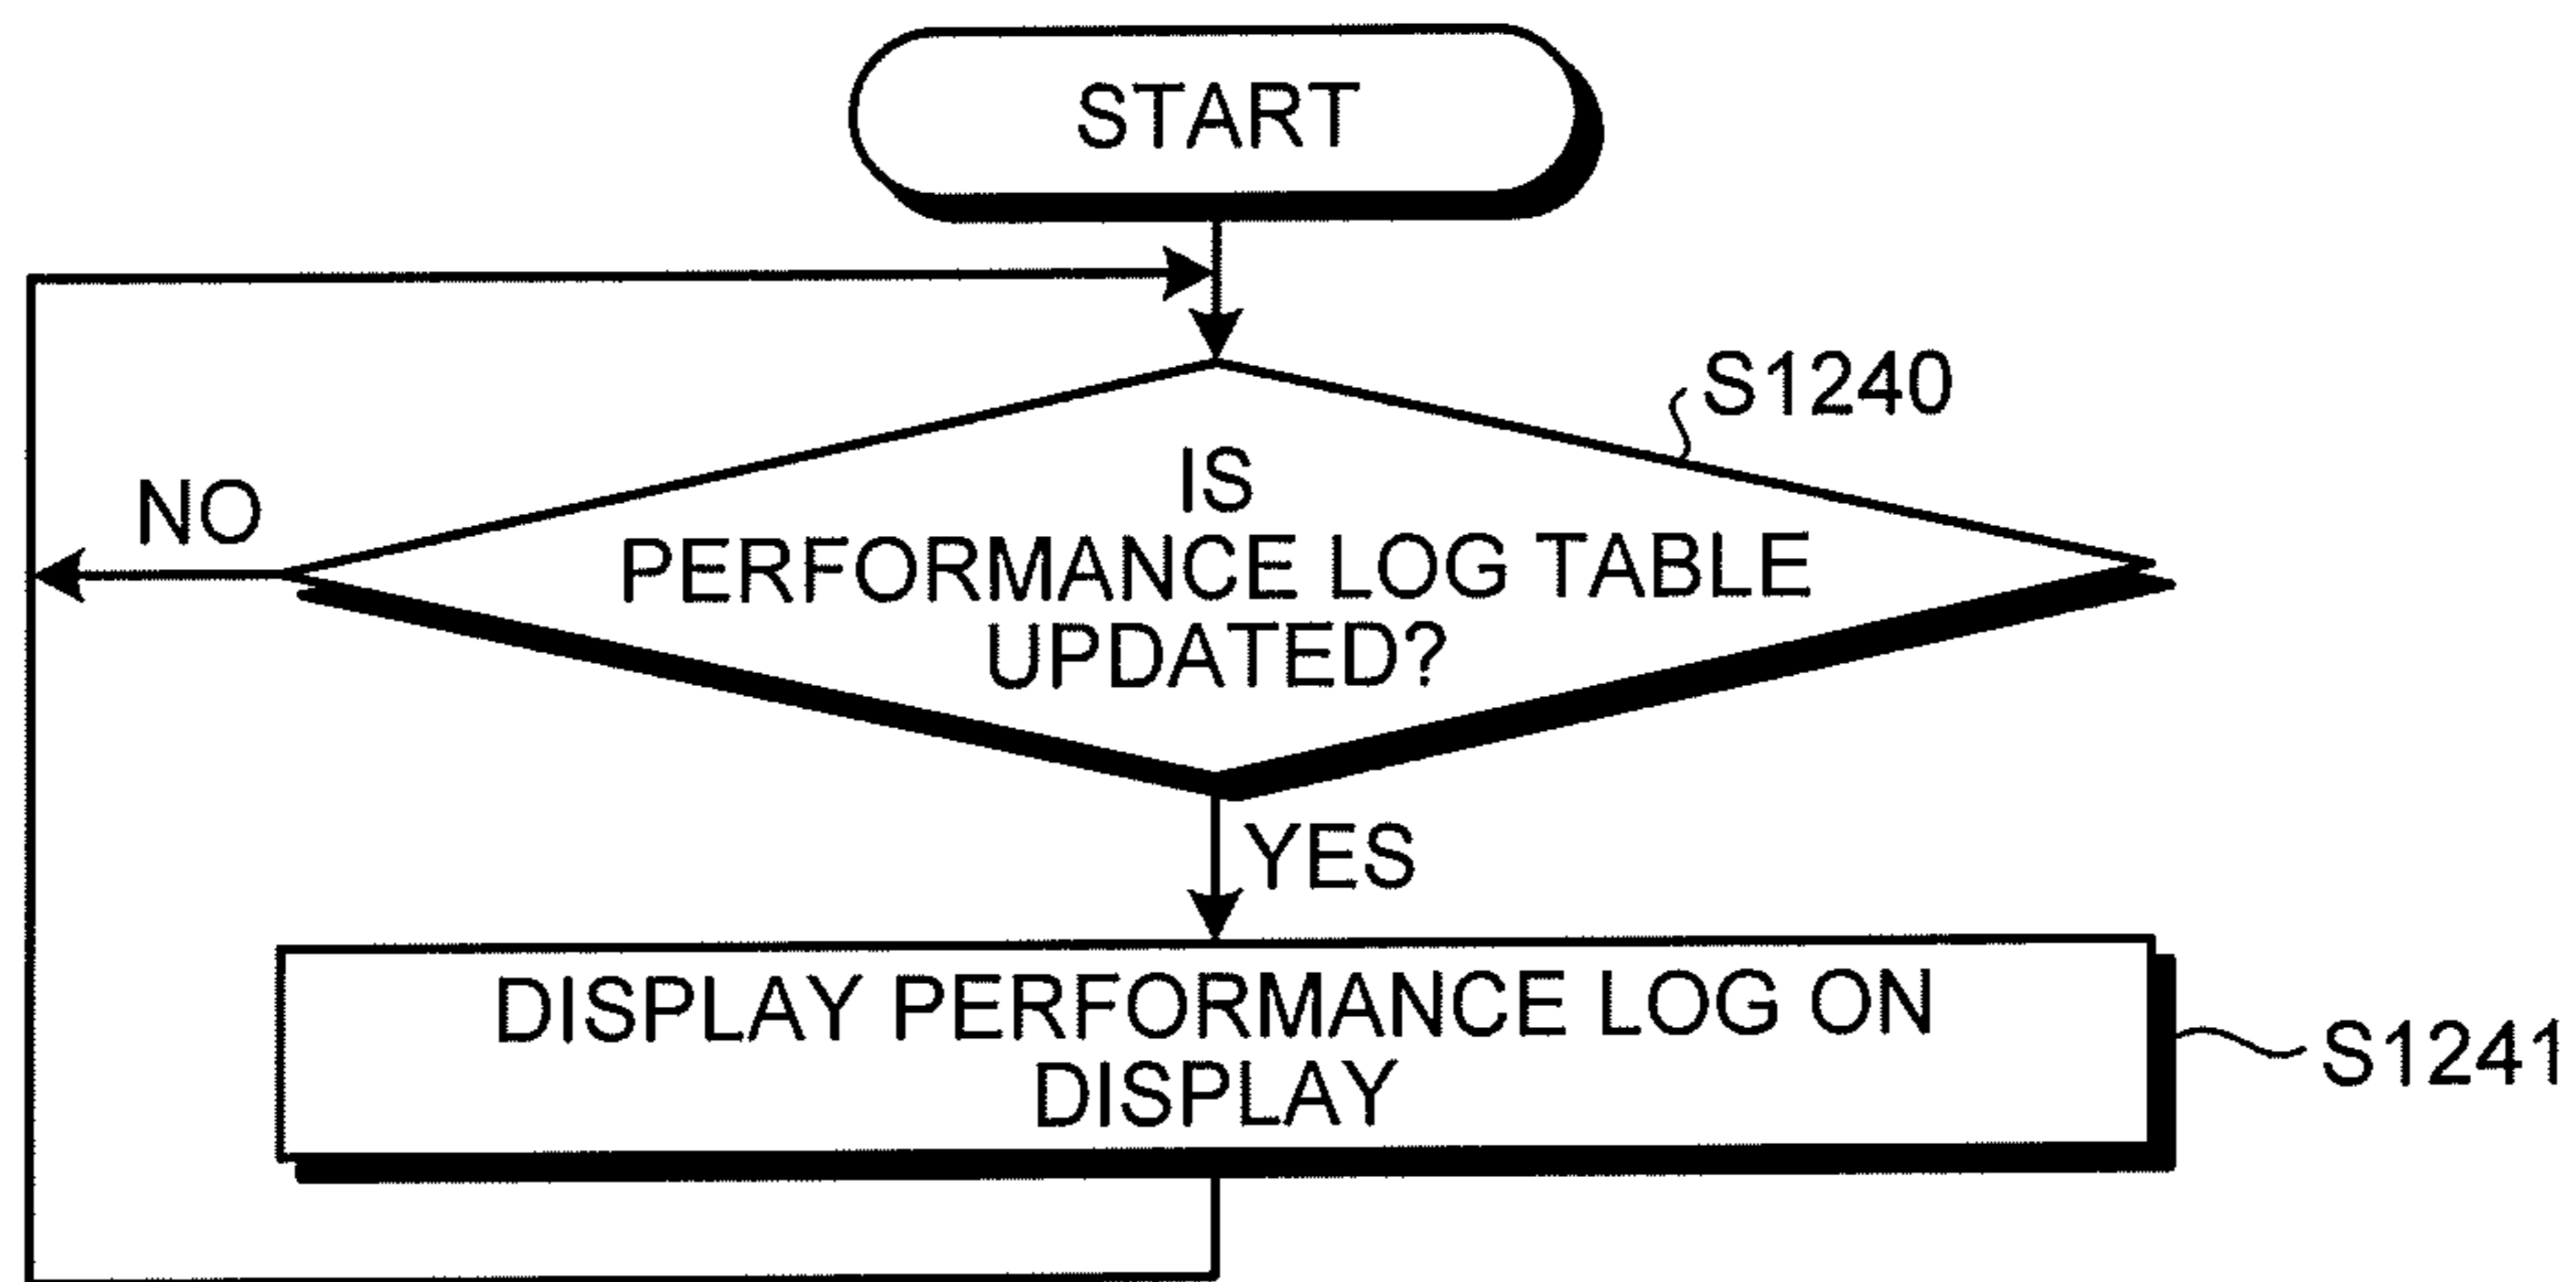 START
S1240
IS
NO
PERFORMANCE LOG TABLE
UPDATED?
YES
DISPLAY PERFORMANCE LOG ON
DISPLAY
S1241